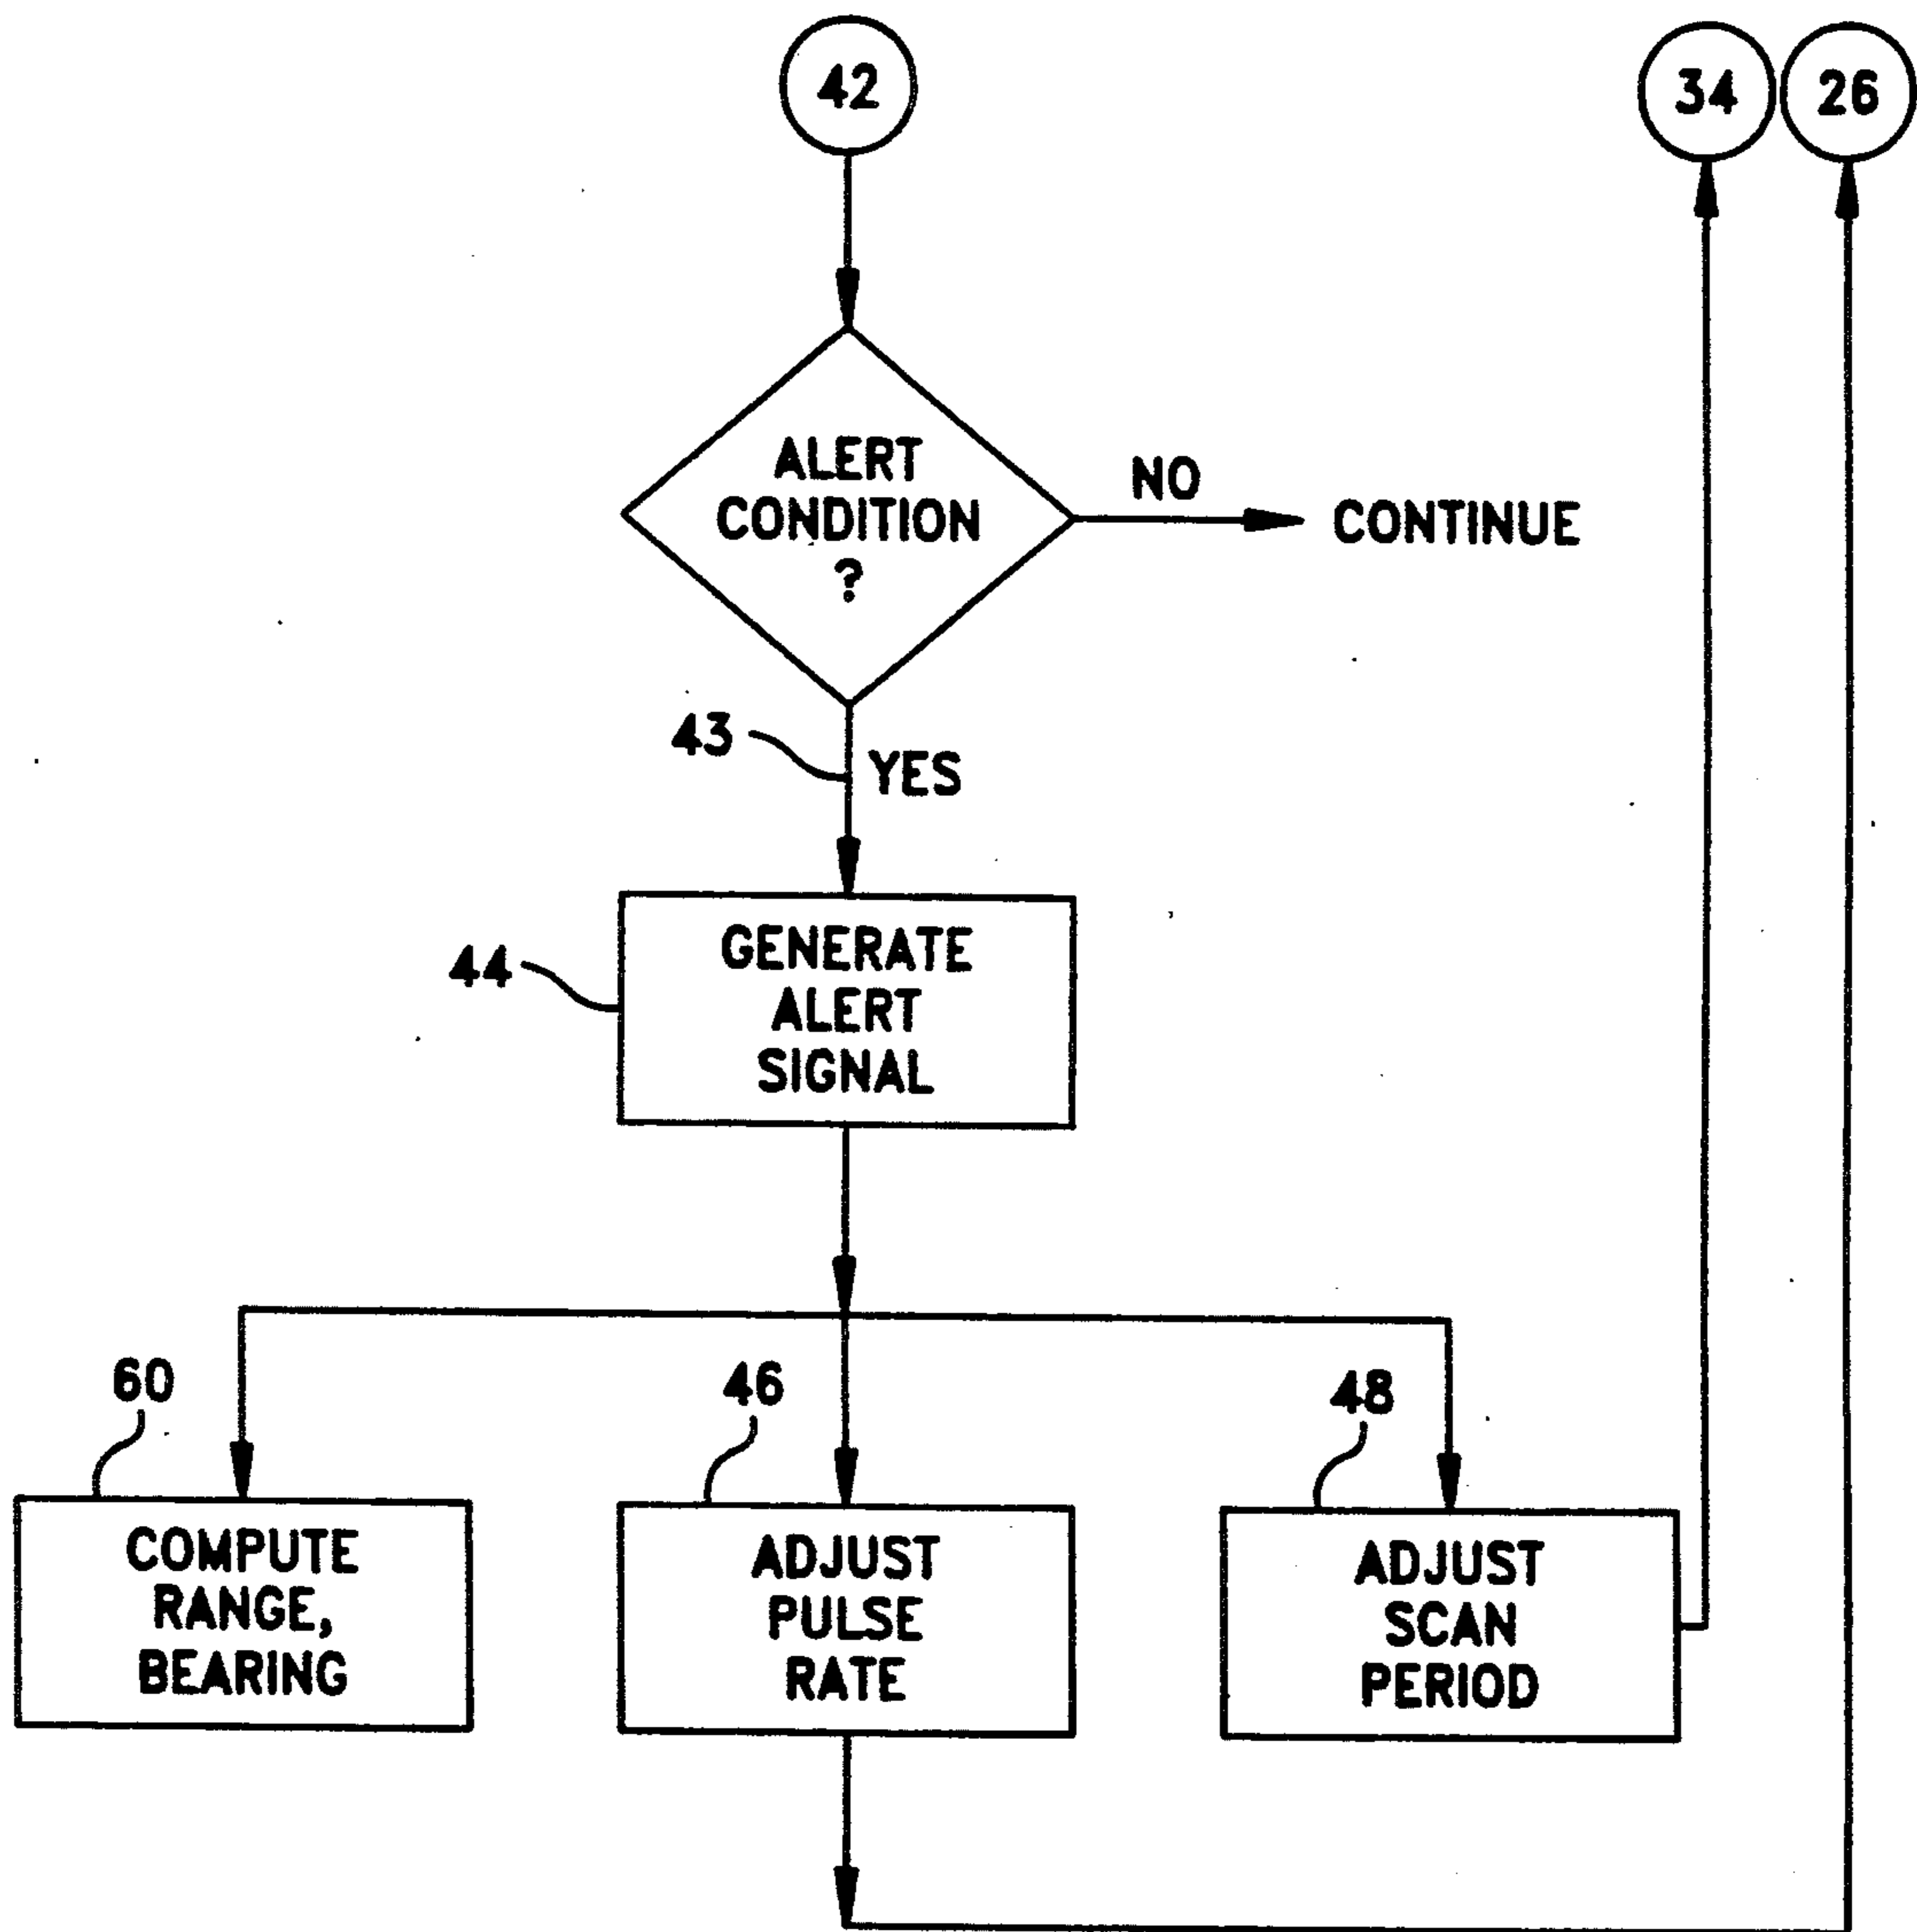 42
34
26
ALERT
CONDITION
?
NO
CONTINUE
43
YES
44
GENERATE
ALERT
SIGNAL
60
46
48
COMPUTE
RANGE,
BEARING
ADJUST
PULSE
RATE
ADJUST
SCAN
PERIOD